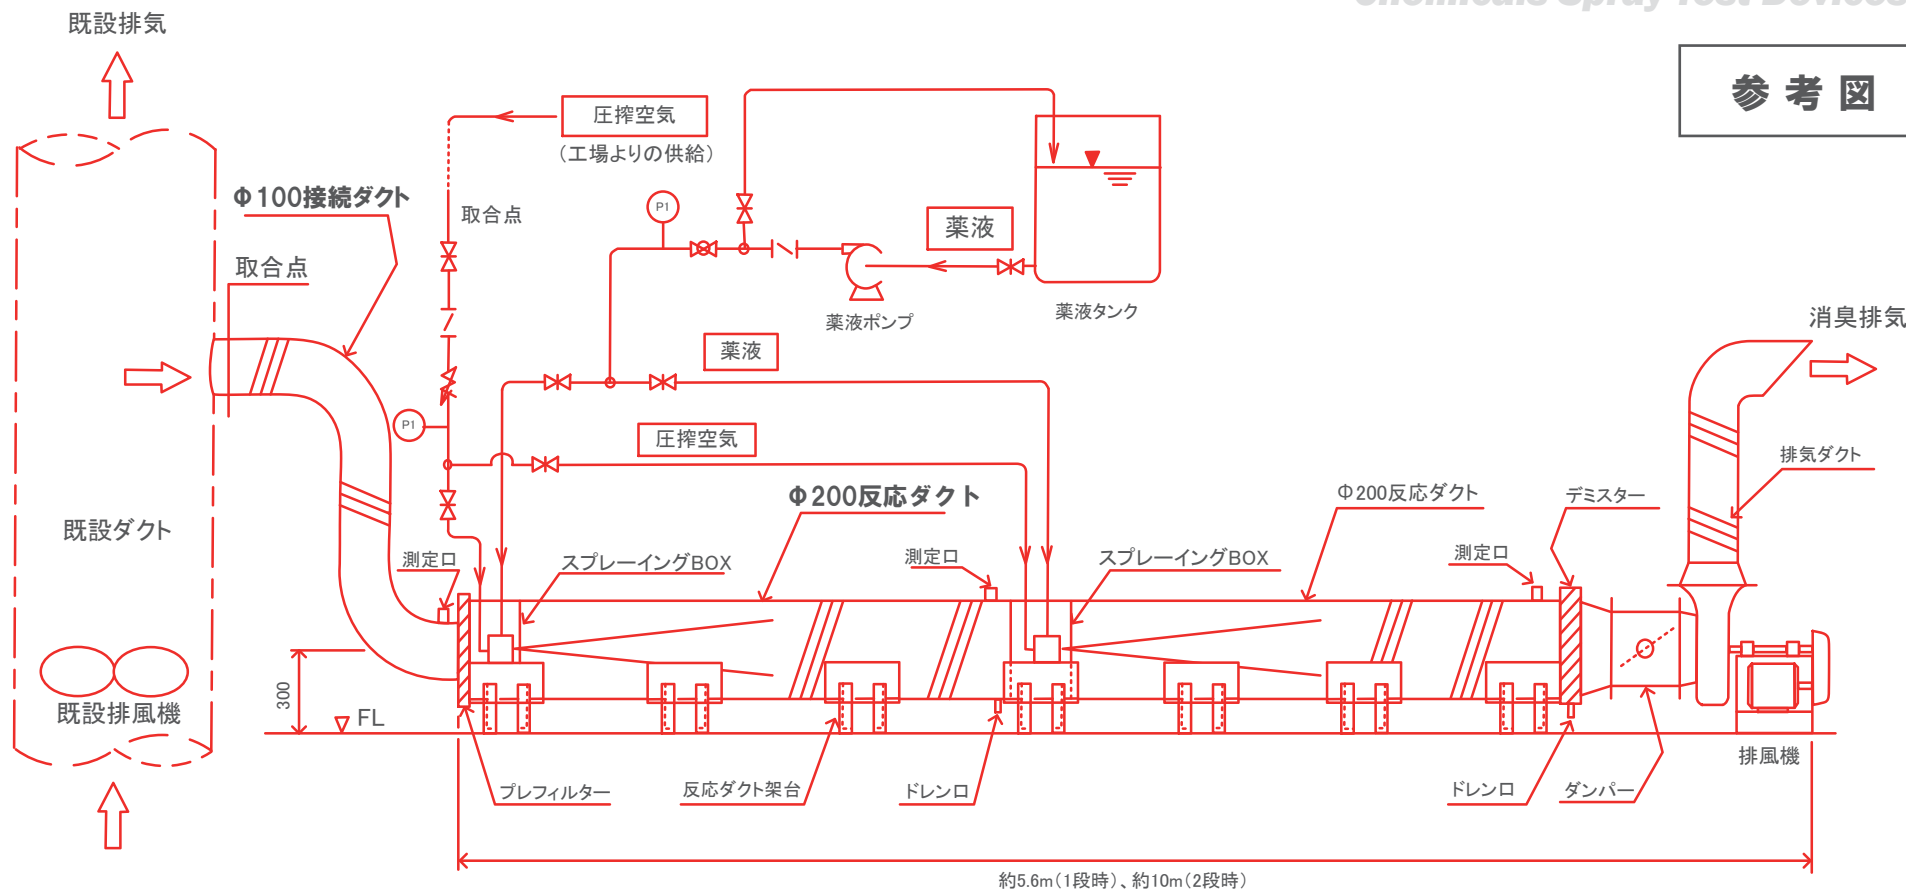 Chemicals Spray Test Devices
参考図
既設排気
圧搾空気
(工場よりの供給)
Φ100接続ダクト
取合点
P1
薬液
取合点
薬液ポンプ
薬液タンク
消臭排気
薬液
P1
圧搾空気
排気ダクト
Φ200反応ダクト
Φ200反応ダクト
デミスター
既設ダクト
測定口
スプレーイングBOX
測定口
スプレーイングBOX
測定口
300
既設排風機
FL
排風機
プレフィルター
反応ダクト架台
ドレン口
ドレン口
ダンパー
約5.6m(1段時)、約10m(2段時)